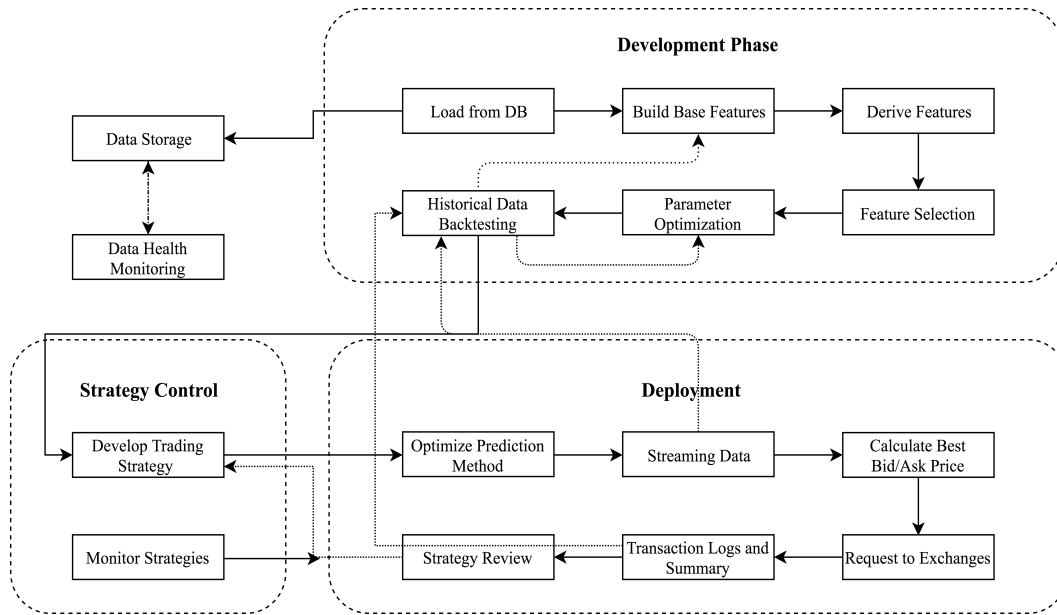 Development Phase
Load from DB
Build Base Features
Derive Features
Data Storage
Historical Data
Backtesting
Parameter
Optimization
Feature Selection
Data Health
Monitoring
Strategy Control
Deployment
Develop Trading
Strategy
Optimize Prediction
Method
Streaming Data
Calculate Best
Bid/Ask Price
Monitor Strategies
Strategy Review
Transaction Logs and
Summary
Request to Exchanges